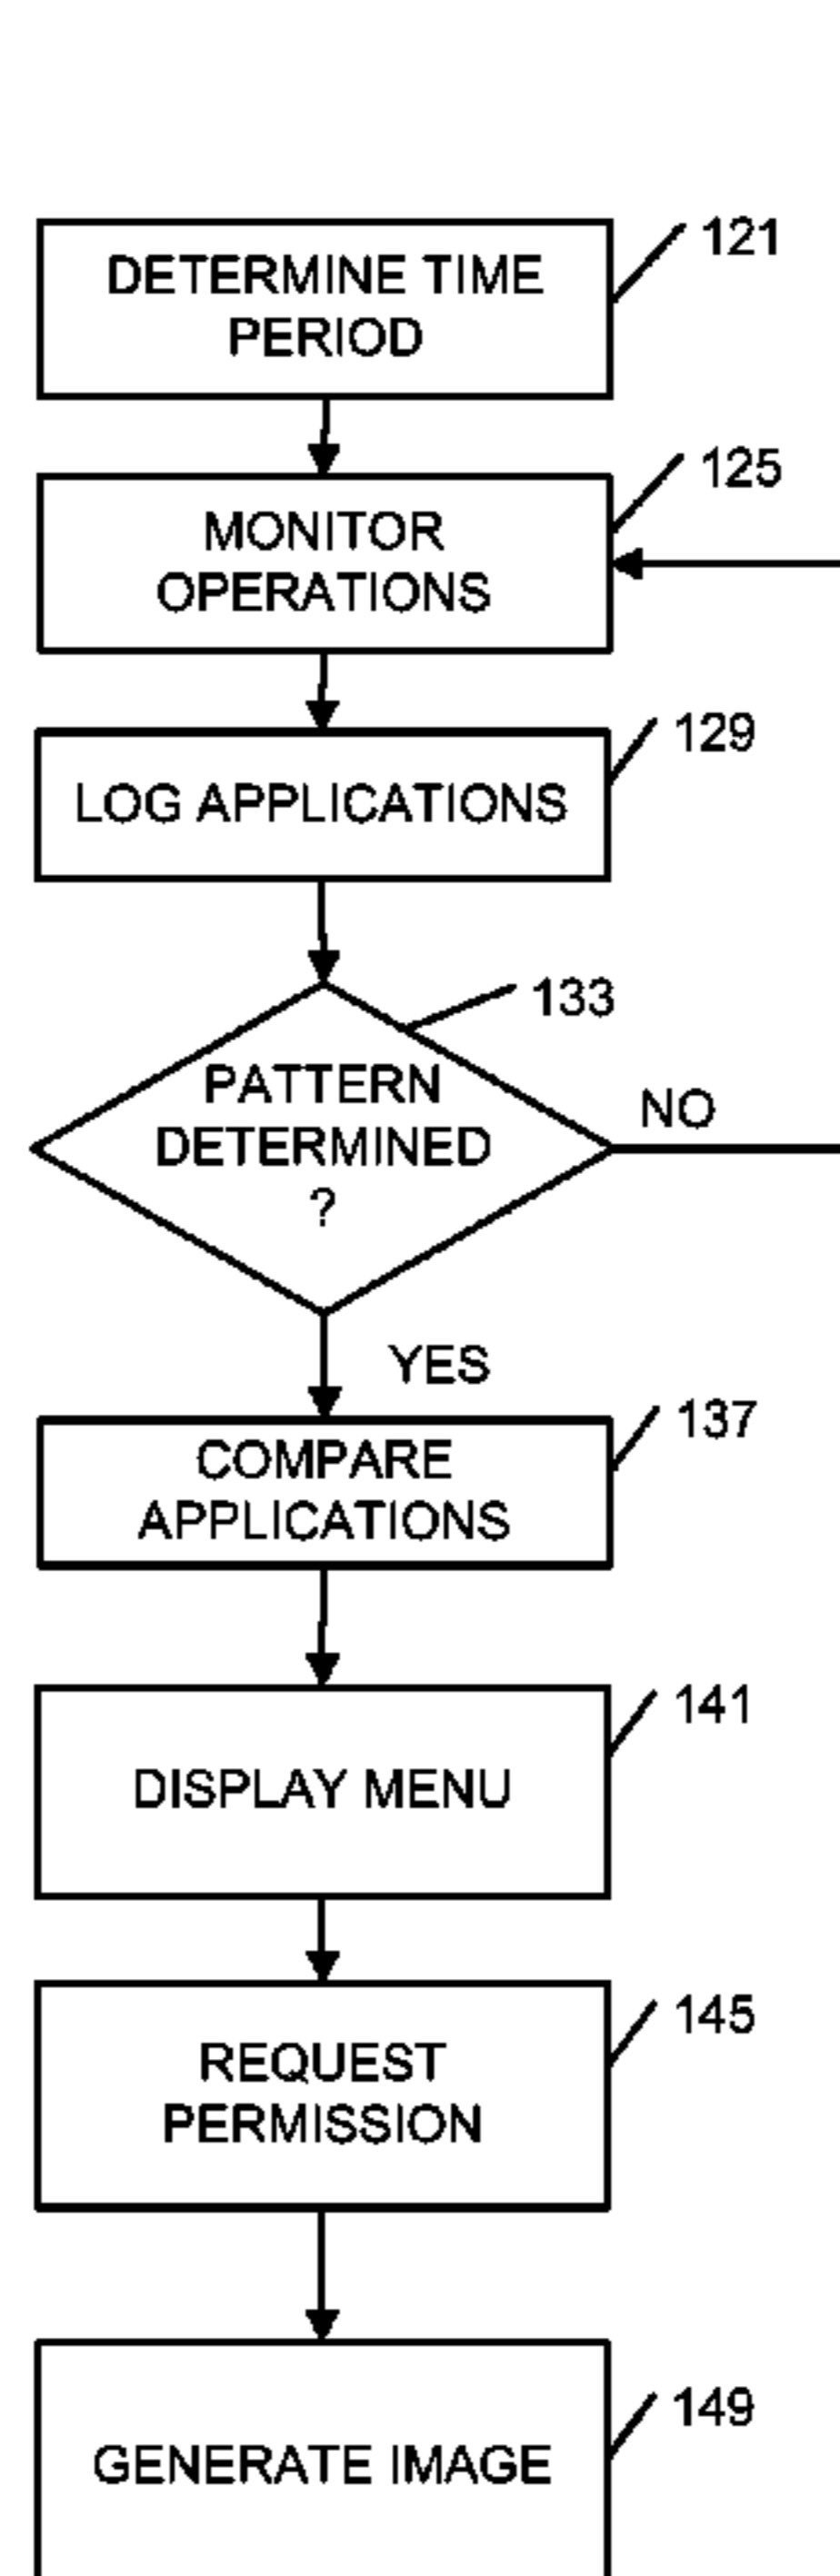 121
DETERMINE TIME
PERIOD
125
MONITOR
OPERATIONS
129
LOG APPLICATIONS
133
PATTERN
DETERMINED
?
NO
YES
137
COMPARE
APPLICATIONS
141
DISPLAY MENU
145
REQUEST
PERMISSION
149
GENERATE IMAGE